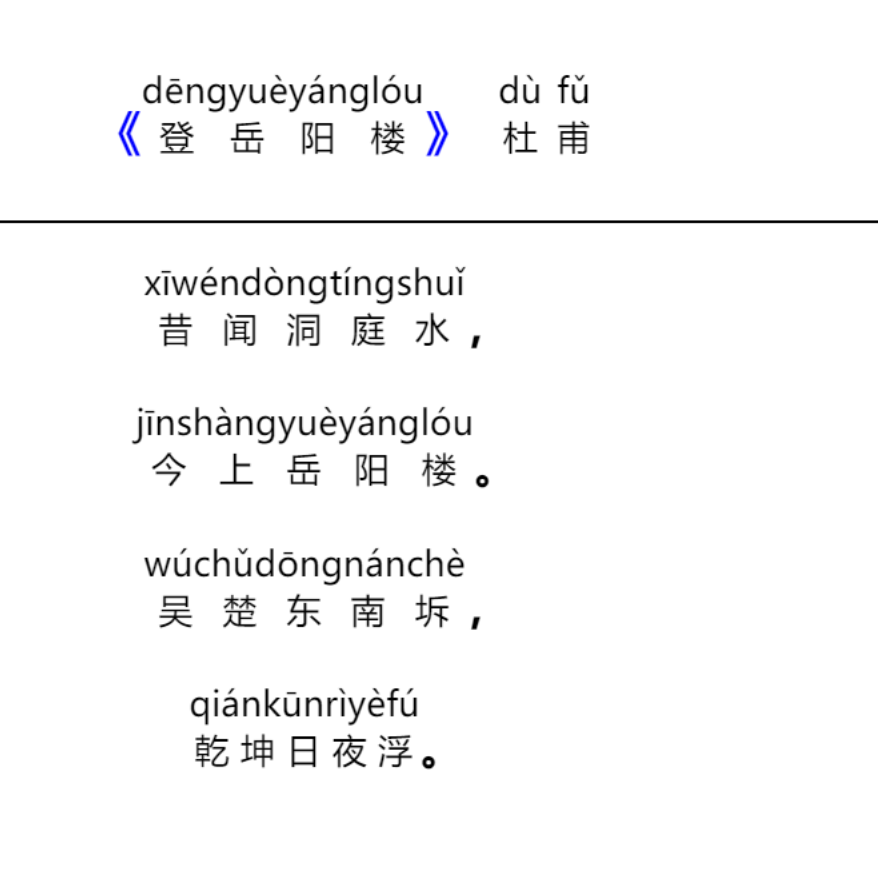 dēngyuèyánglóu dù fǔ
《登岳阳楼》 杜甫
xīwéndòngtíngshuǐ
昔闻洞庭水，
jīnshàngyuèyánglóu
今上岳阳楼。
wúchǔdōngnánchè
吴楚东南坼，
qiánkūnrìyèfú
乾坤日夜浮。